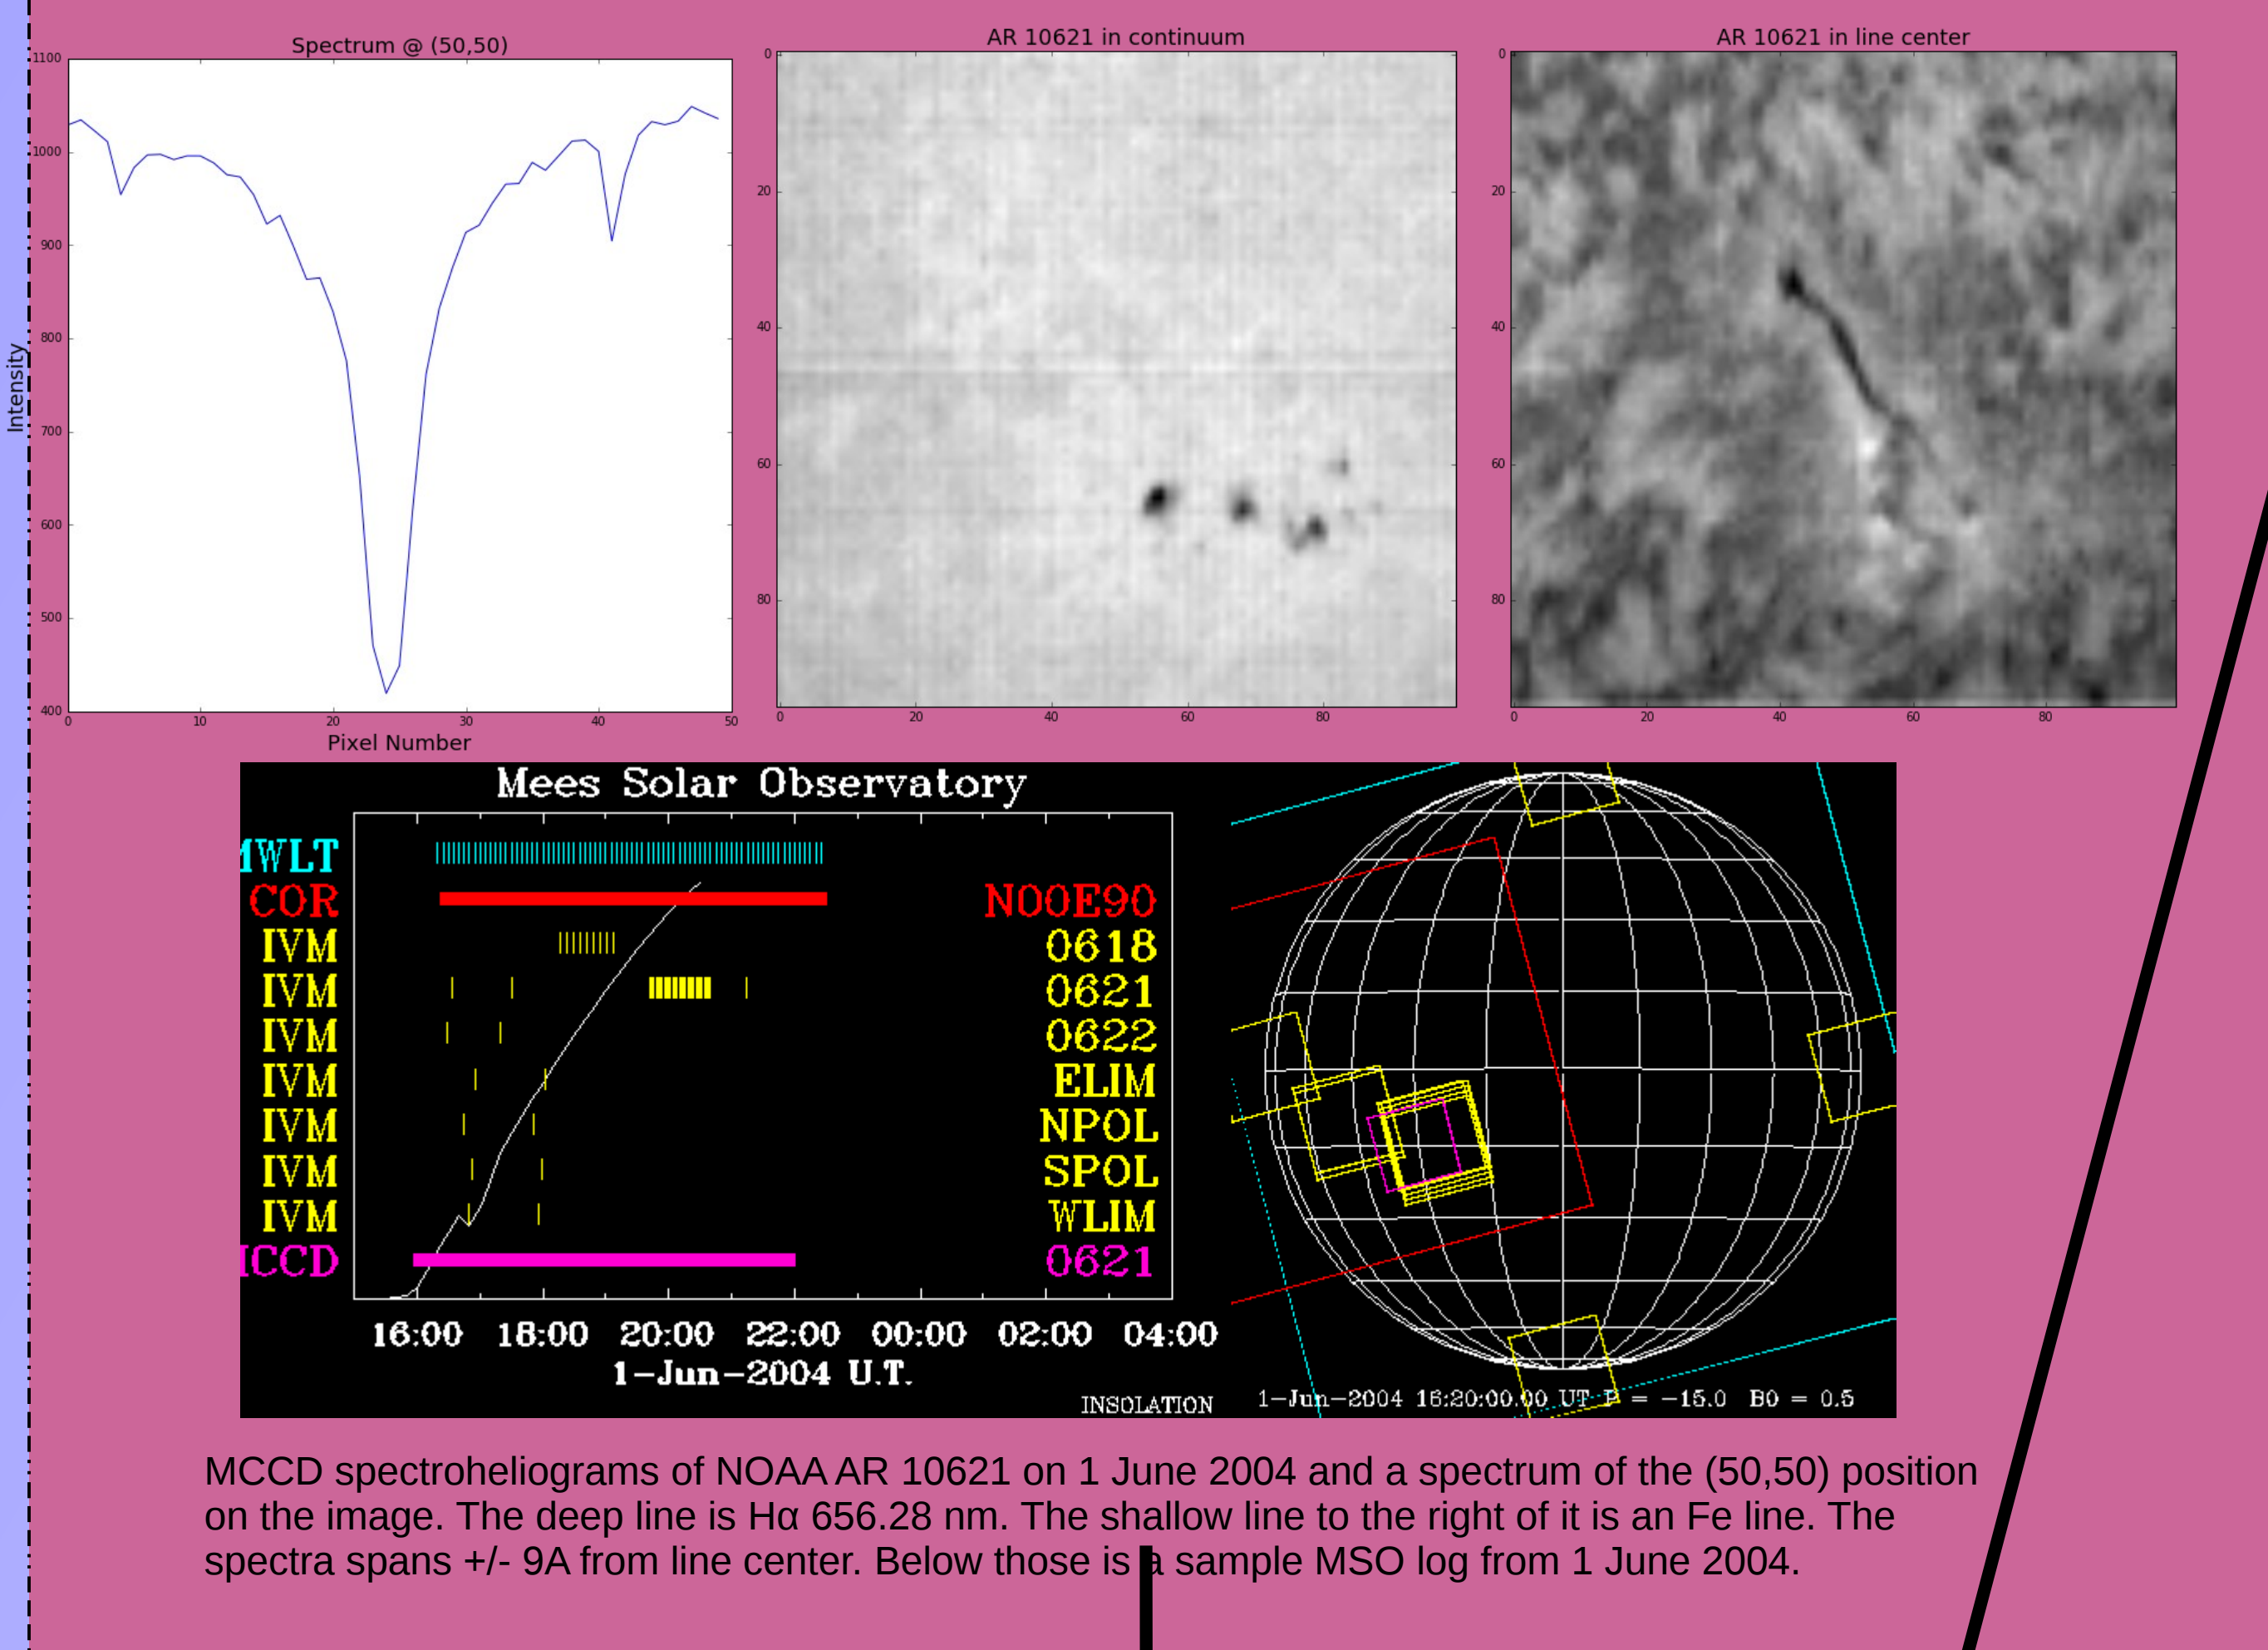 Spectrum @ (50,50)
1100
1000
900
800
700
600
500
400
Intensity
0 10 20 30 40 50
Pixel Number
AR 10621 in continuum
0
20
40
60
80
0 20 40 60 80
AR 10621 in line center
0
20
40
60
80
0 20 40 60 80
Mees Solar Observatory
MWLT
COR N00E90
IVM 0618
IVM 0621
IVM 0622
IVM ELIM
IVM NPOL
IVM SPOL
IVM WLIM
MCCD 0621
16:00 18:00 20:00 22:00 00:00 02:00 04:00
1-Jun-2004 U.T.
INSOLATION
1-Jun-2004 16:20:00.00 UT P = -15.0 B0 = 0.5
MCCD spectroheliograms of NOAA AR 10621 on 1 June 2004 and a spectrum of the (50,50) position
on the image. The deep line is Hα 656.28 nm. The shallow line to the right of it is an Fe line. The
spectra spans +/- 9A from line center. Below those is a sample MSO log from 1 June 2004.